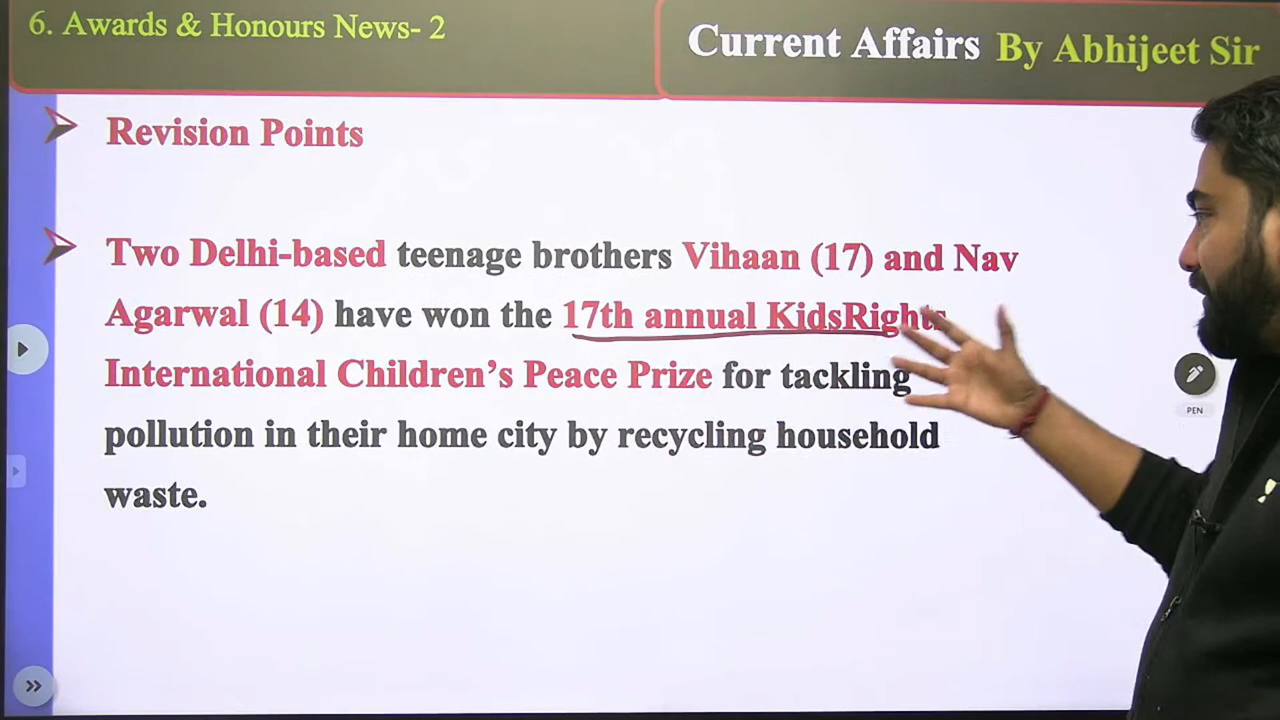 6. Awards & Honours News- 2
Current Affairs By Abhijeet Sir
Revision Points
Two Delhi-based teenage brothers Vihaan (17) and Nav
Agarwal (14) have won the 17th annual KidsRights
International Children's Peace Prize for tackling
pollution in their home city by recycling household
waste.
PEN